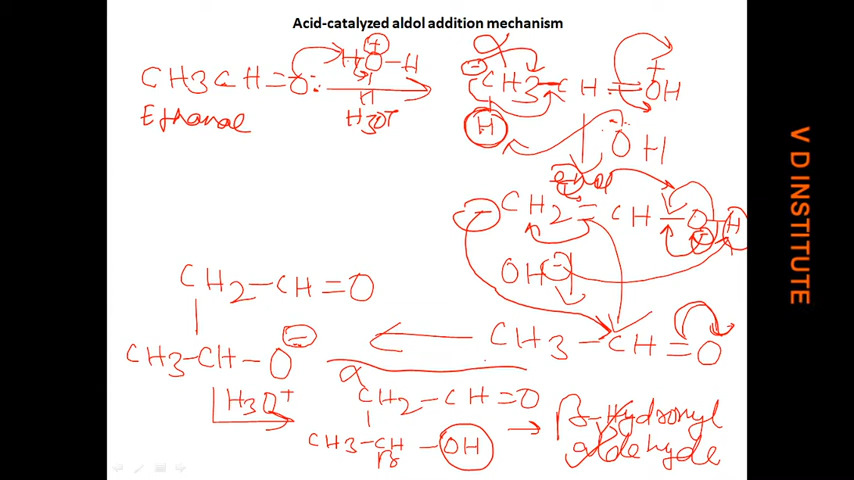 Acid-catalyzed aldol addition mechanism
CH3CH=O:
H-O-H
+
H
H3O+
Ethanal
CH3-CH=OH
+
-
H
OH
enol
CH2=CH-O-H
-
+
OH-
CH2-CH=O
CH3-CH-O-
CH3-CH=O
H3O+
α
CH2-CH=O
CH3-CH-OH
β
→ β-Hydroxyl
aldehyde
V D INSTITUTE